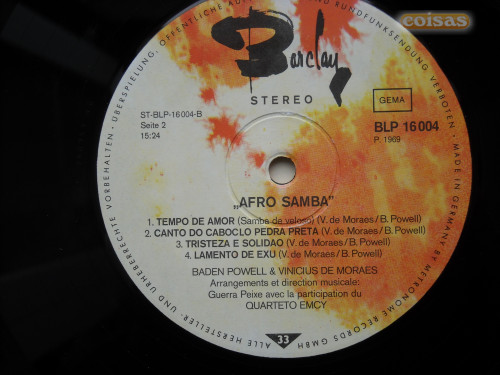 coisas
Barclay
STEREO
ST-BLP-16004-B
Seite 2
15:24
GEMA
BLP 16004
P. 1969
„AFRO SAMBA"
1. TEMPO DE AMOR (Samba de veloso) (V. de Moraes/B. Powell)
2. CANTO DO CABOCLO PEDRA PRETA (V. de Moraes/B. Powell)
3. TRISTEZA E SOLIDAO (V. de Moraes/B. Powell)
4. LAMENTO DE EXU (V. de Moraes/B. Powell)
BADEN POWELL & VINICIUS DE MORAES
Arrangements et direction musicale:
Guerra Peixe avec la participation du
QUARTETO EMCY
33
ALLE HERSTELLER- UND URHEBERRECHTE VORBEHALTEN · ÜBERSPIELUNG, ÖFFENTLICHE UND RUNDFUNKSENDUNG VERBOTEN · MADE IN GERMANY BY METRONOME RECORDS GMBH ·